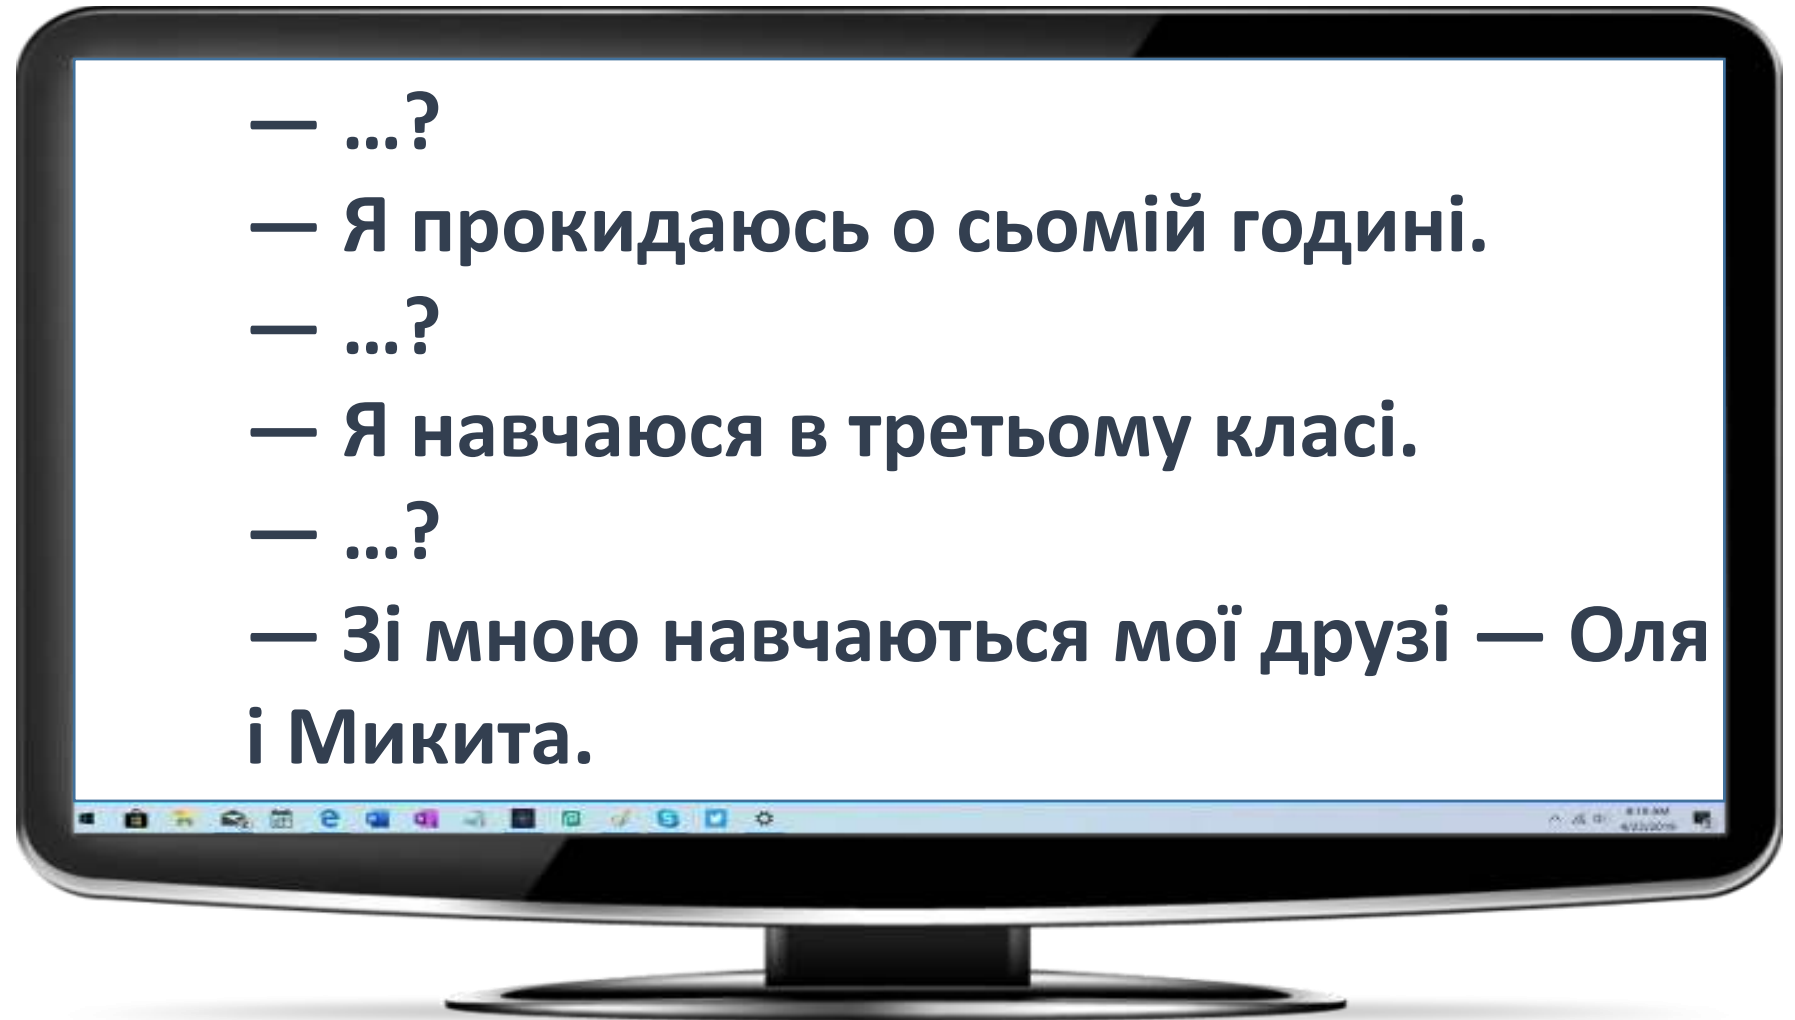 — …?
— Я прокидаюсь о сьомій годині.
— …?
— Я навчаюся в третьому класі.
— …?
— Зі мною навчаються мої друзі — Оля
і Микита.